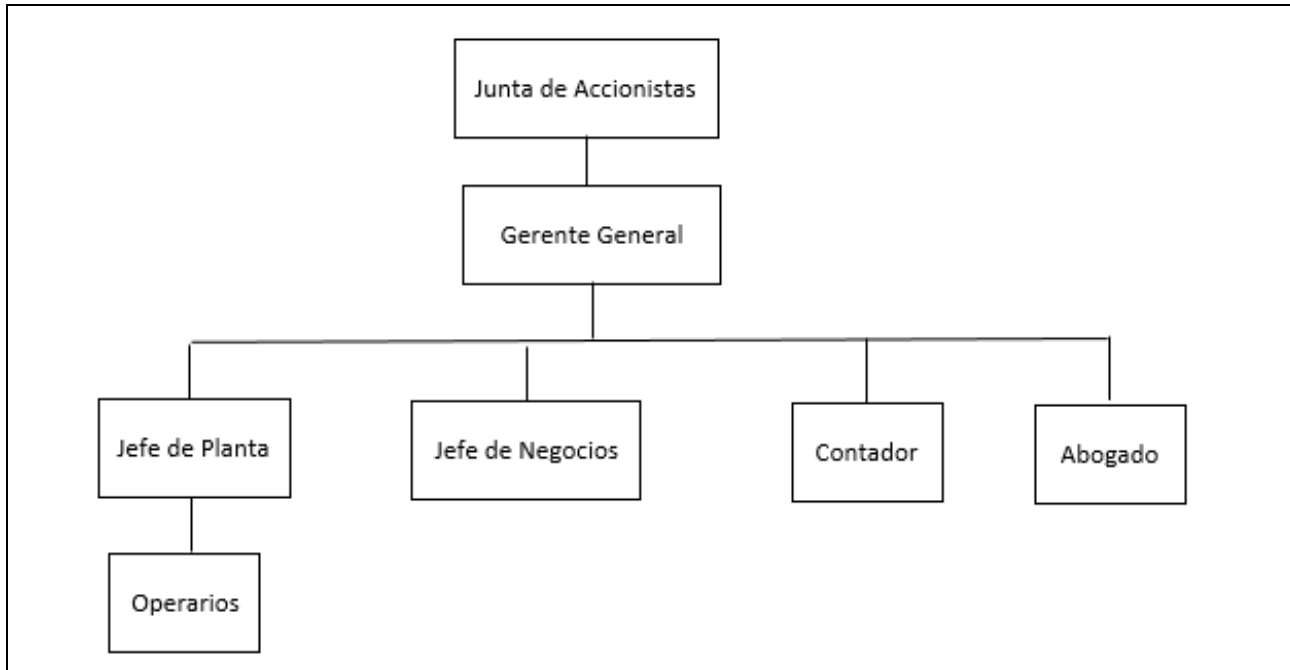 Junta de Accionistas
Gerente General
Jefe de Planta
Jefe de Negocios
Contador
Abogado
Operarios